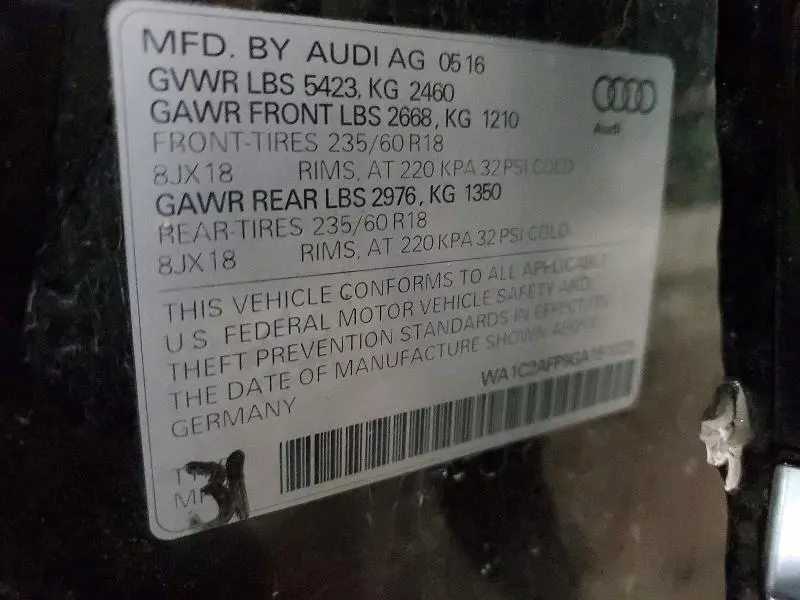 MFD. BY AUDI AG 05 16
GVWR LBS 5423, KG 2460
GAWR FRONT LBS 2668, KG 1210
FRONT-TIRES 235/60 R18
8JX18 RIMS, AT 220 KPA 32 PSI COLD
GAWR REAR LBS 2976, KG 1350
REAR-TIRES 235/60 R18
8JX18 RIMS, AT 220 KPA 32 PSI COLD
Audi
THIS VEHICLE CONFORMS TO ALL APPLICABLE
U S FEDERAL MOTOR VEHICLE SAFETY AND
THEFT PREVENTION STANDARDS IN EFFECT ON
THE DATE OF MANUFACTURE SHOWN ABOVE
GERMANY
31